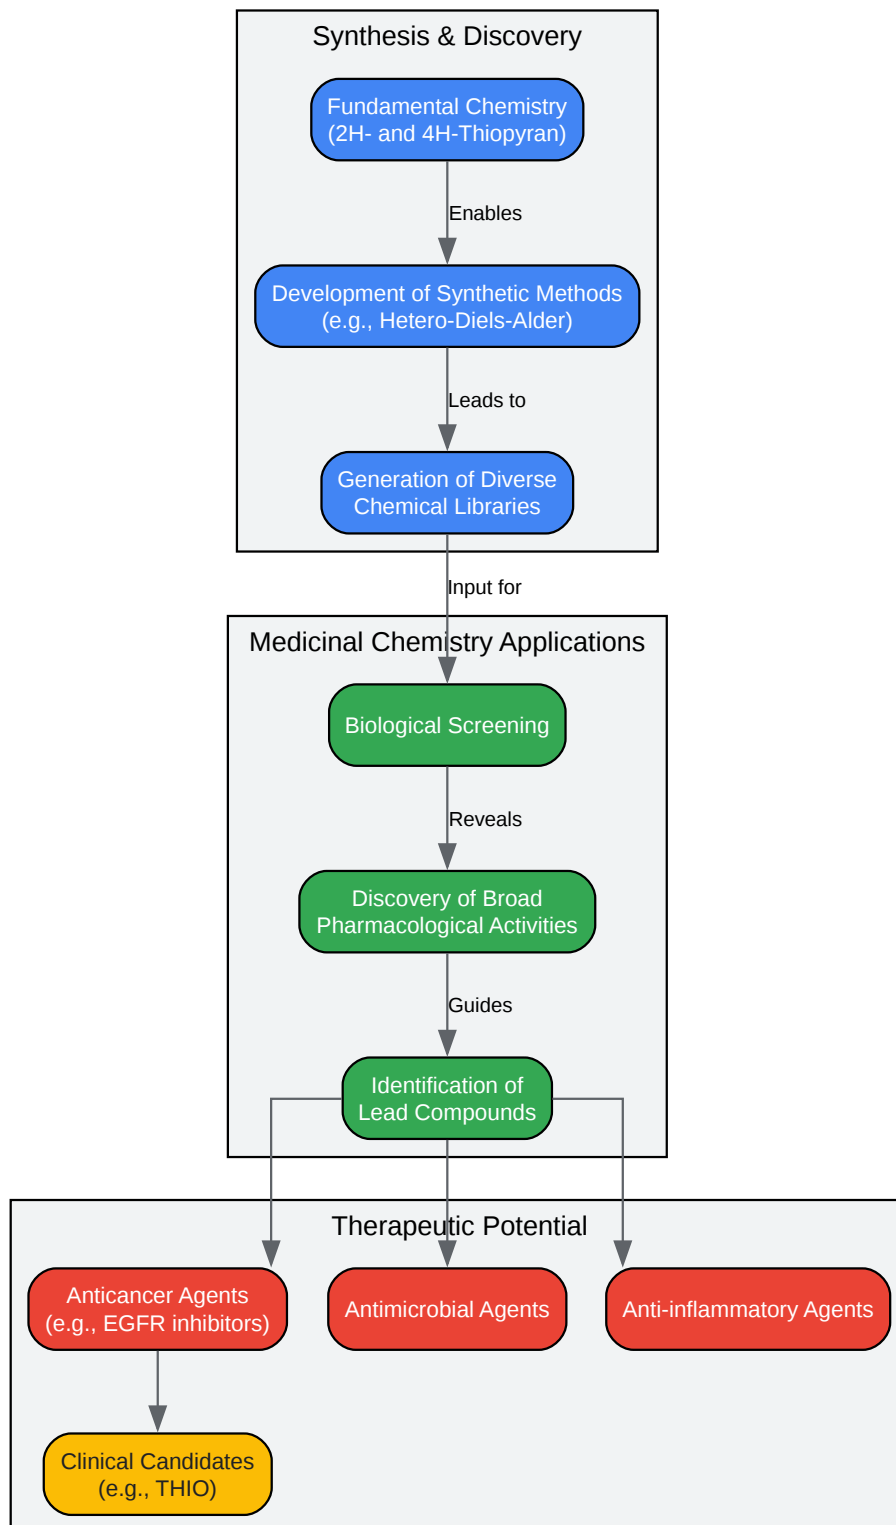 Synthesis & Discovery
Fundamental Chemistry
(2H- and 4H-Thiopyran)
Enables
Development of Synthetic Methods
(e.g., Hetero-Diels-Alder)
Leads to
Generation of Diverse
Chemical Libraries
Input for
Medicinal Chemistry Applications
Biological Screening
Reveals
Discovery of Broad
Pharmacological Activities
Guides
Identification of
Lead Compounds
Therapeutic Potential
Anticancer Agents
(e.g., EGFR inhibitors)
Antimicrobial Agents
Anti-inflammatory Agents
Clinical Candidates
(e.g., THIO)